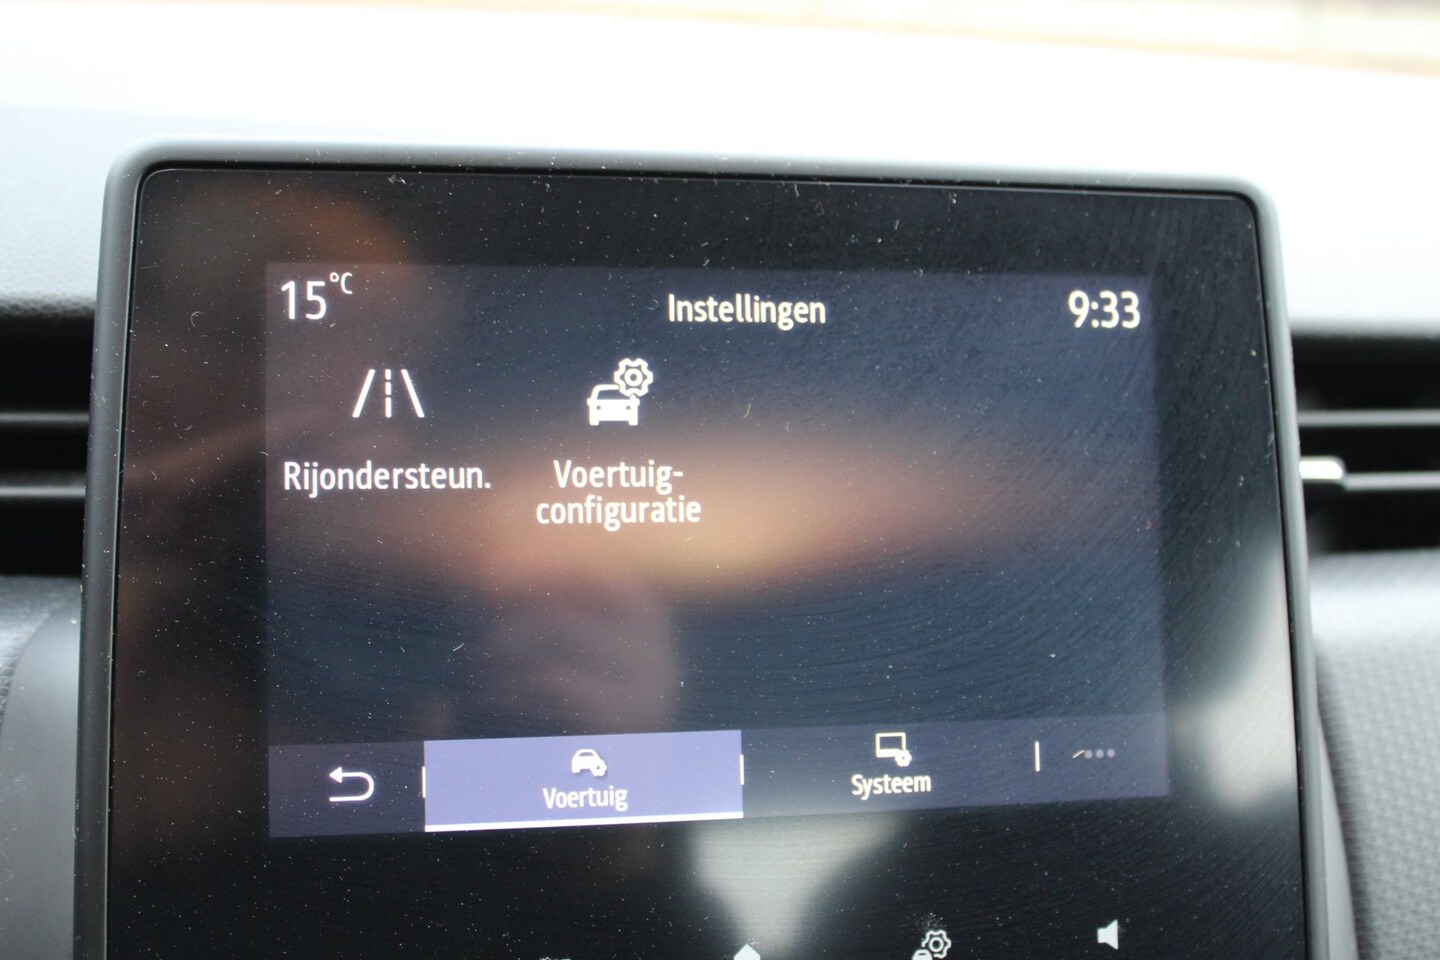 15°C
Instellingen
9:33
Rijondersteun.
Voertuig-
configuratie
Voertuig
Systeem